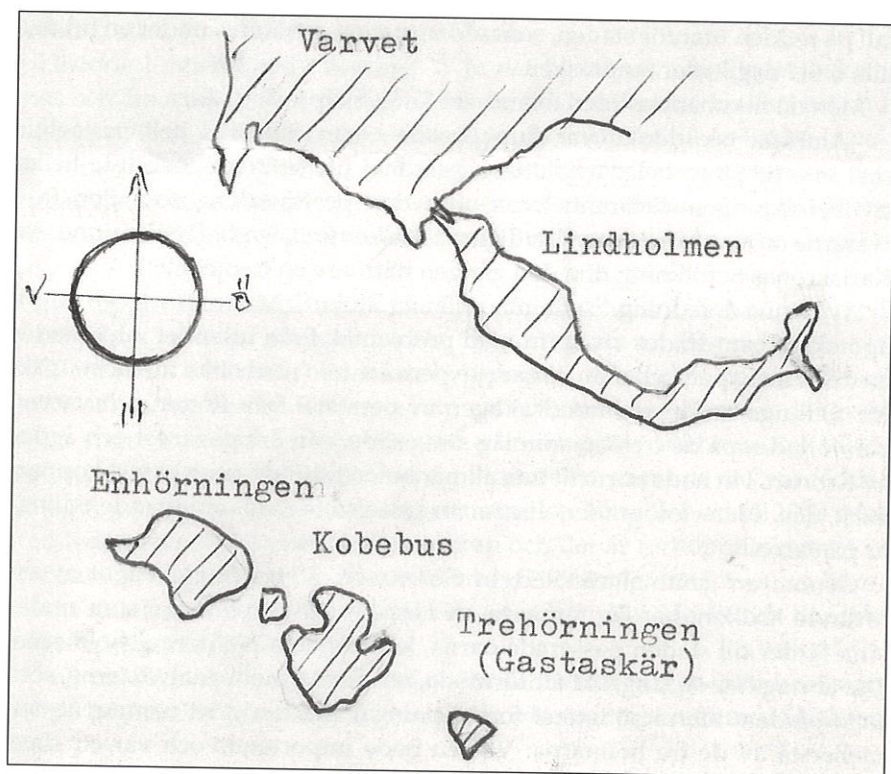 Varvet
Lindholmen
V
Ö
Enhörningen
Kobebus
Trehörningen
(Gastaskär)